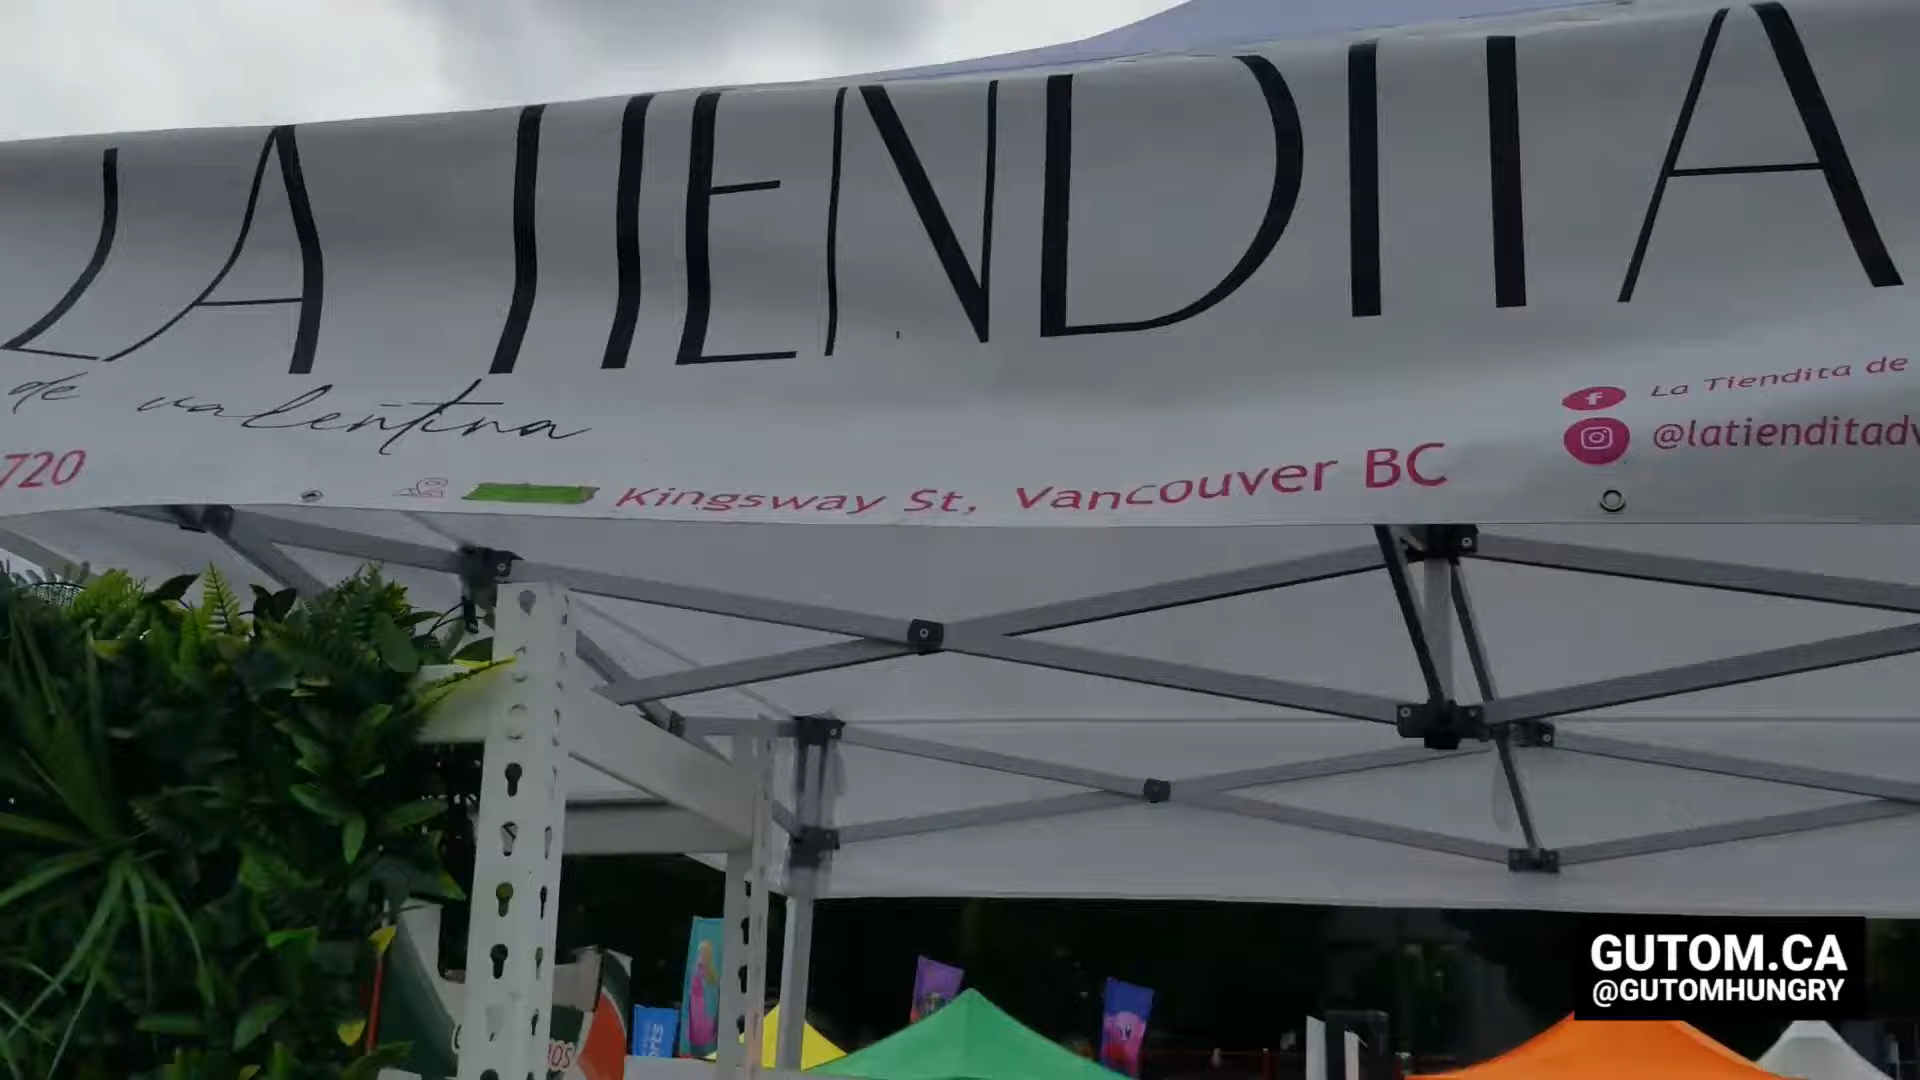 LA TIENDITA
de valentina
La Tiendita de
@latienditadv
720
Kingsway St, Vancouver BC
GUTOM.CA
@GUTOMHUNGRY